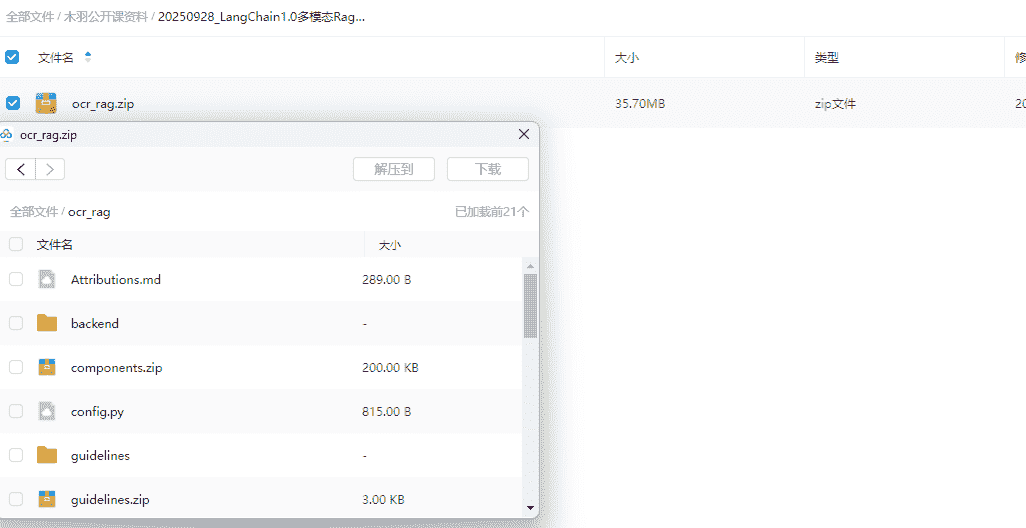 全部文件 / 木羽公开课资料 / 20250928_LangChain1.0多模态Rag...
文件名 大小 类型 修
ocr_rag.zip 35.70MB zip文件 20
ocr_rag.zip
解压到 下载
全部文件 / ocr_rag 已加载前21个
文件名 大小
Attributions.md 289.00 B
backend -
components.zip 200.00 KB
config.py 815.00 B
guidelines -
guidelines.zip 3.00 KB